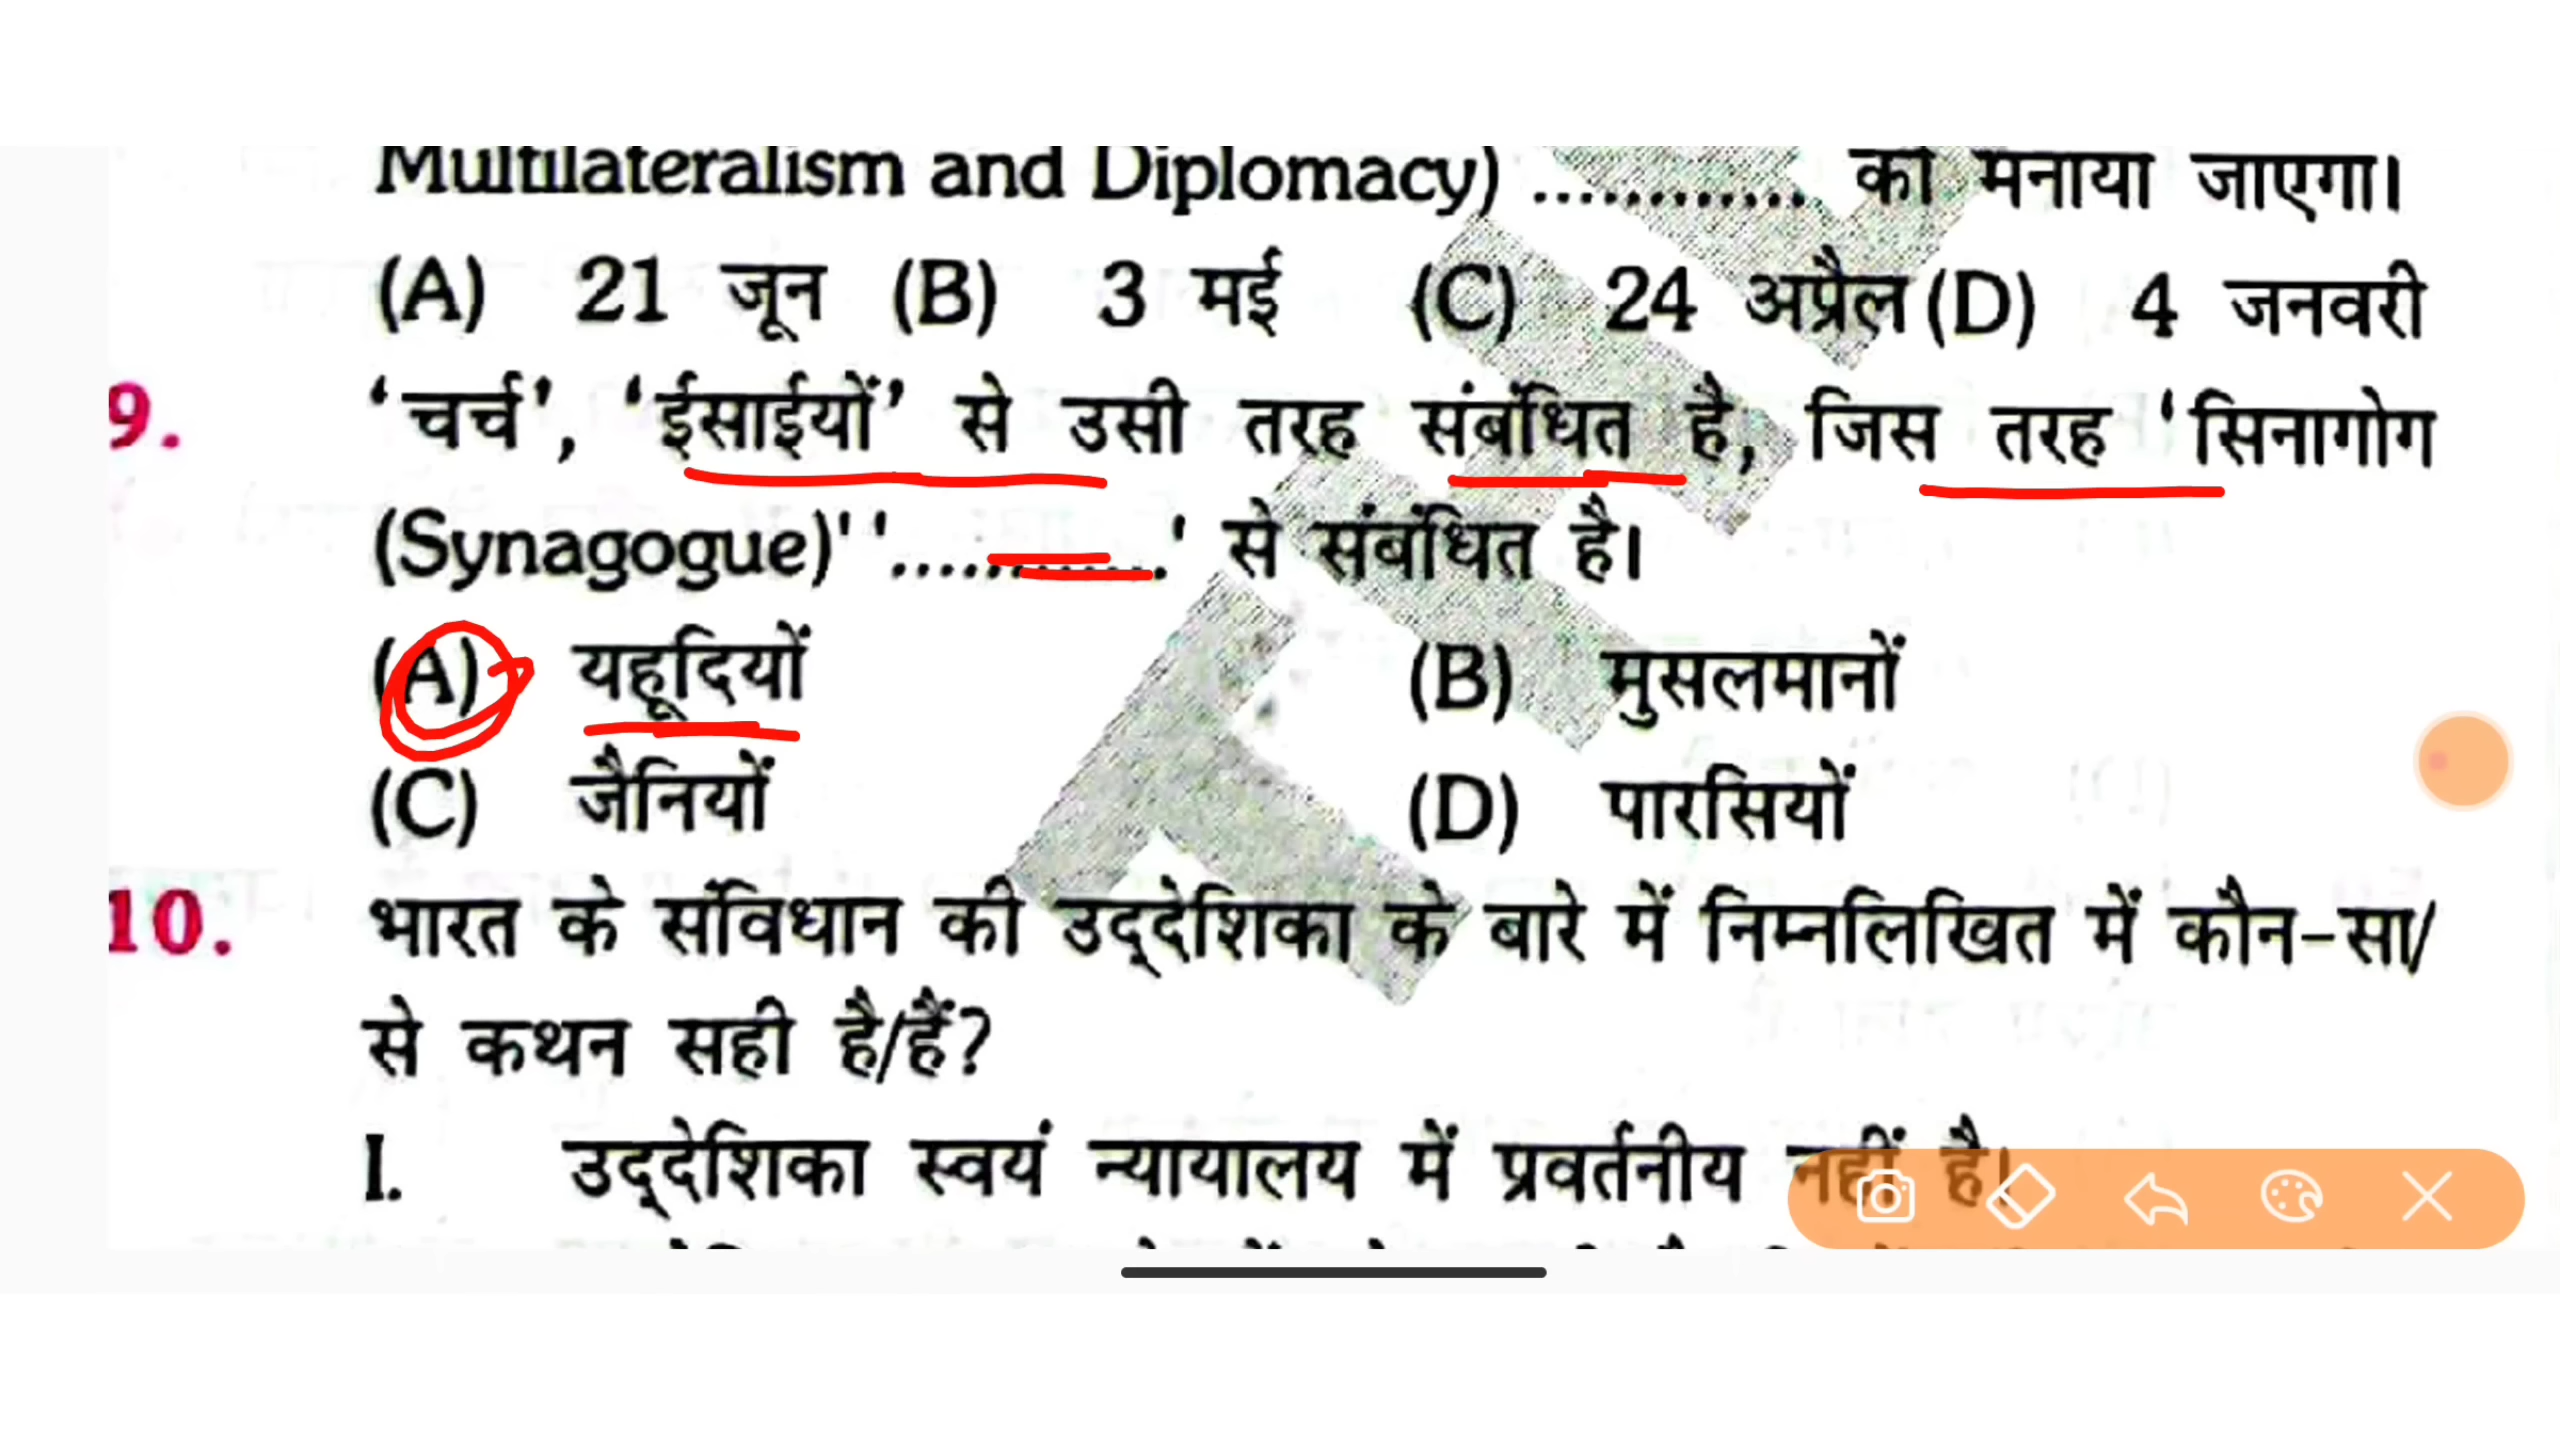 Multilateralism and Diplomacy) ............ को मनाया जाएगा।
(A) 21 जून (B) 3 मई (C) 24 अप्रैल (D) 4 जनवरी
9. 'चर्च', 'ईसाईयों' से उसी तरह संबंधित है, जिस तरह 'सिनागोग
(Synagogue)' '............' से संबंधित है।
(A) यहूदियों (B) मुसलमानों
(C) जैनियों (D) पारसियों
10. भारत के संविधान की उद्देशिका के बारे में निम्नलिखित में कौन-सा/
से कथन सही है/हैं?
I. उद्देशिका स्वयं न्यायालय में प्रवर्तनीय नहीं है।